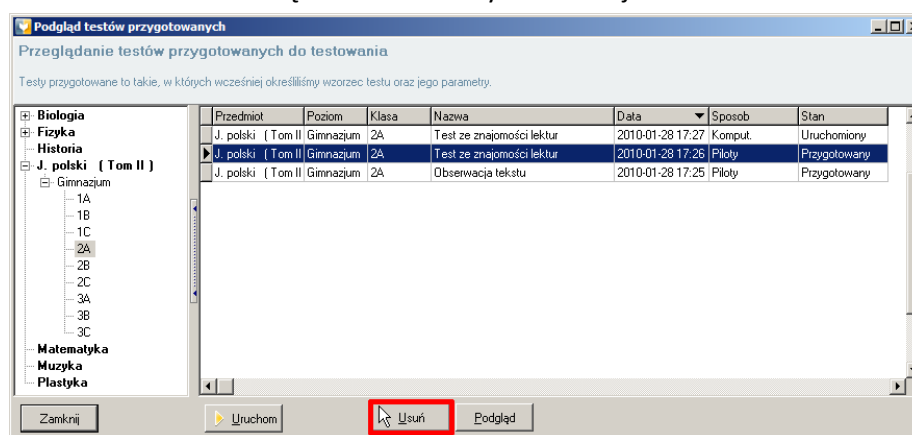 Podgląd testów przygotowanych
Przeglądanie testów przygotowanych do testowania
Testy przygotowane to takie, w których wcześniej określiliśmy wzorzec testu oraz jego parametry.
Biologia
Fizyka
Historia
J. polski ( Tom II )
Gimnazjum
1A
1B
1C
2A
2B
2C
3A
3B
3C
Matematyka
Muzyka
Plastyka
Przedmiot Poziom Klasa Nazwa Data Sposob Stan
J. polski ( Tom II Gimnazjum 2A Test ze znajomości lektur 2010-01-28 17:27 Komput. Uruchomiony
J. polski ( Tom II Gimnazjum 2A Test ze znajomości lektur 2010-01-28 17:26 Piloty Przygotowany
J. polski ( Tom II Gimnazjum 2A Obserwacja tekstu 2010-01-28 17:25 Piloty Przygotowany
Zamknij Uruchom Usuń Podgląd